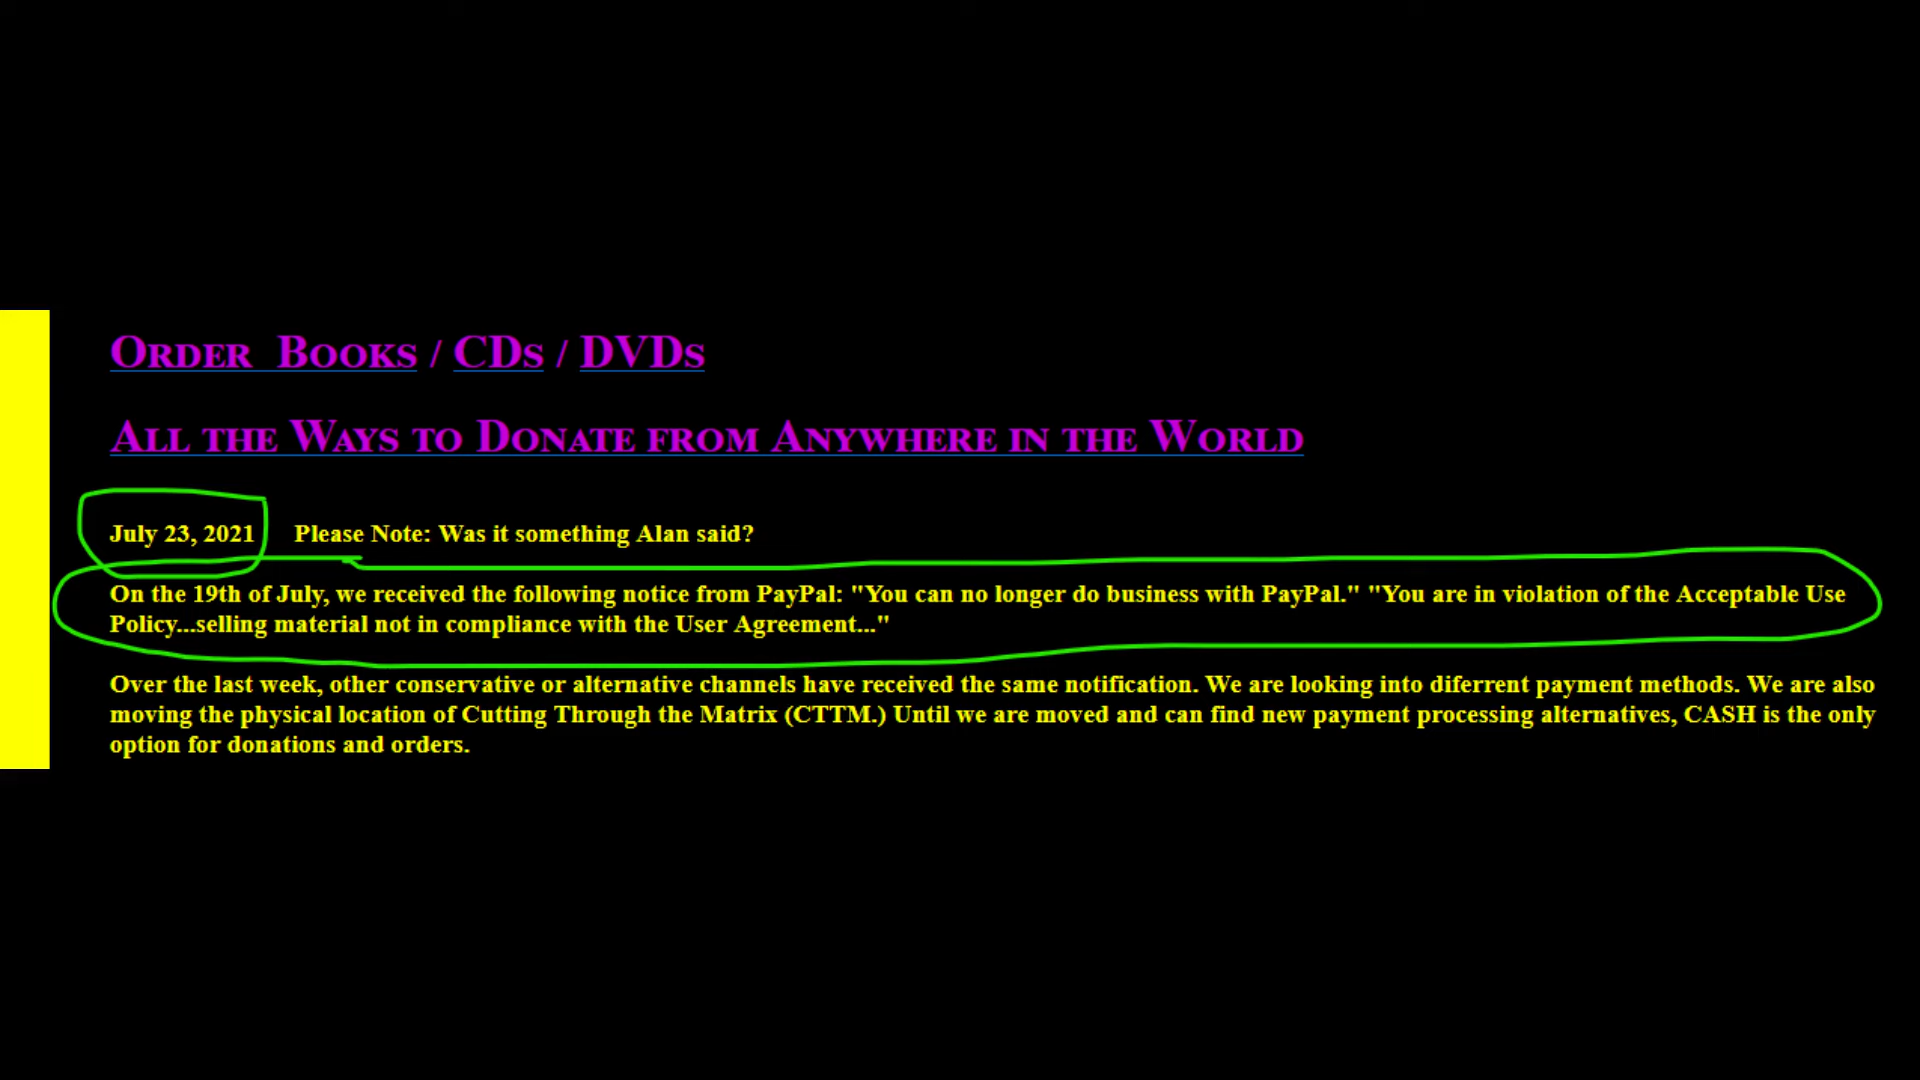 Order Books / CDs / DVDs
All the Ways to Donate from Anywhere in the World
July 23, 2021 Please Note: Was it something Alan said?
On the 19th of July, we received the following notice from PayPal: "You can no longer do business with PayPal." "You are in violation of the Acceptable Use
Policy...selling material not in compliance with the User Agreement..."
Over the last week, other conservative or alternative channels have received the same notification. We are looking into diferrent payment methods. We are also
moving the physical location of Cutting Through the Matrix (CTTM.) Until we are moved and can find new payment processing alternatives, CASH is the only
option for donations and orders.